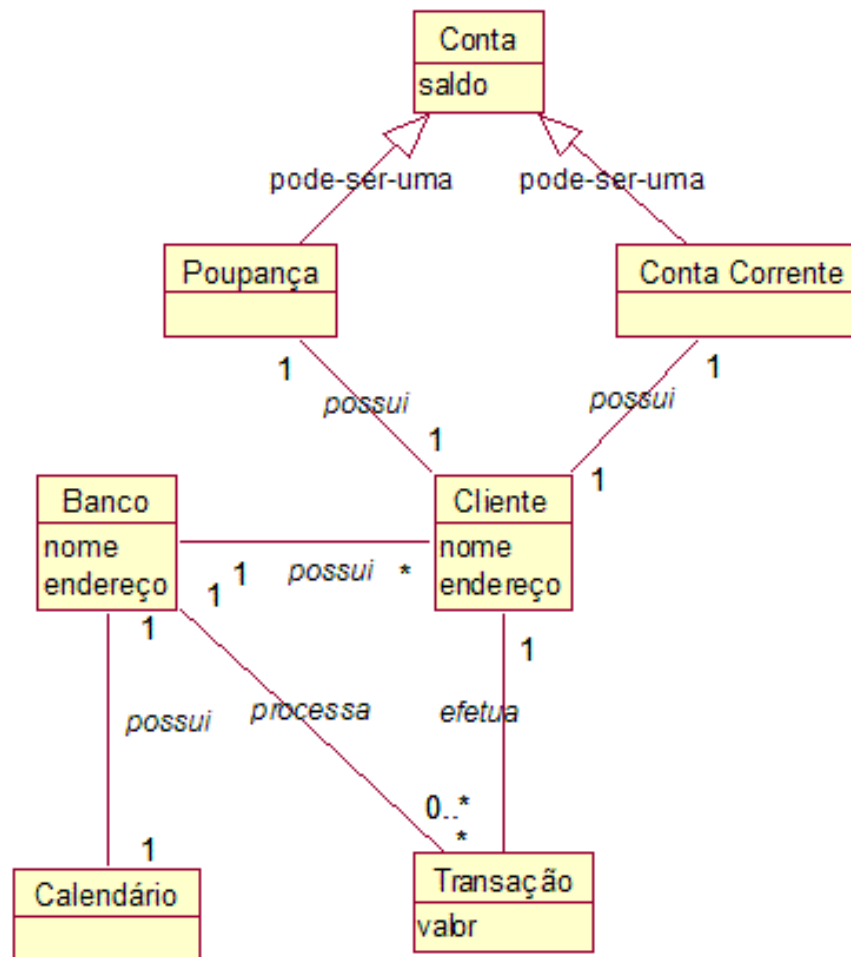 Conta
saldo
pode-ser-uma
pode-ser-uma
Poupança
Conta Corrente
1
1
possui
possui
1
1
Banco
nome
endereço
Cliente
nome
endereço
1
possui
*
1
1
1
possui
processa
efetua
0..*
*
1
Calendário
Transação
valor